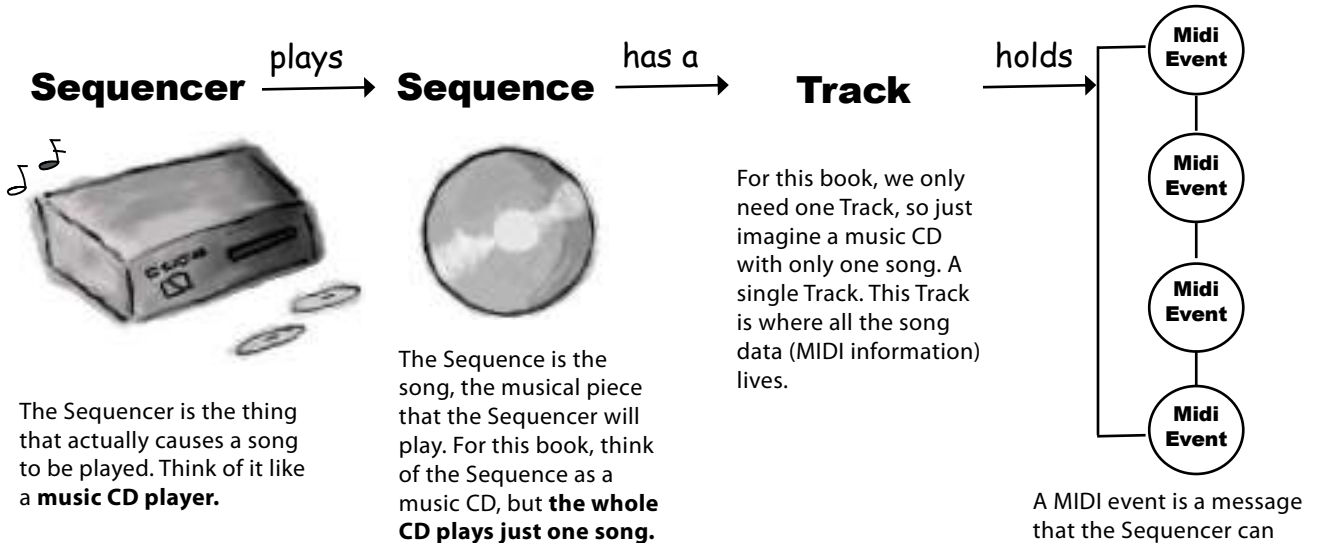 Sequencer
plays
Sequence
has a
Track
holds
Midi
Event
Midi
Event
Midi
Event
Midi
Event
The Sequencer is the thing
that actually causes a song
to be played. Think of it like
a music CD player.
The Sequence is the
song, the musical piece
that the Sequencer will
play. For this book, think
of the Sequence as a
music CD, but the whole
CD plays just one song.
For this book, we only
need one Track, so just
imagine a music CD
with only one song. A
single Track. This Track
is where all the song
data (MIDI information)
lives.
A MIDI event is a message
that the Sequencer can